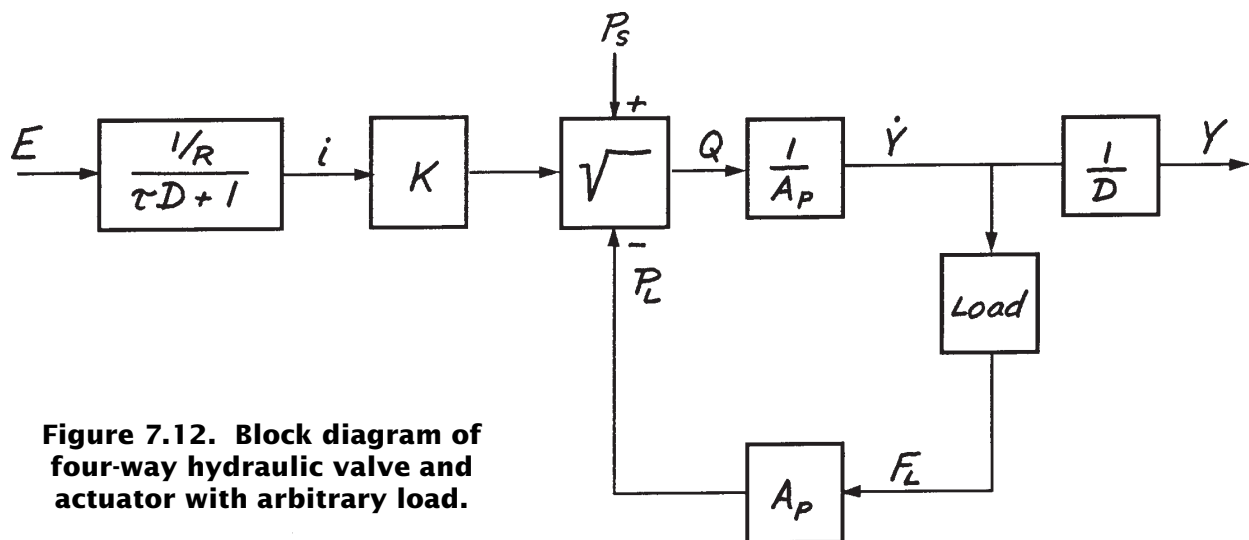 P_S
+
E
1/R
τD + 1
i
K
√
Q
1
A_P
Ẏ
1
D
Y
-
P_L
Load
F_L
A_P
Figure 7.12. Block diagram of
four-way hydraulic valve and
actuator with arbitrary load.